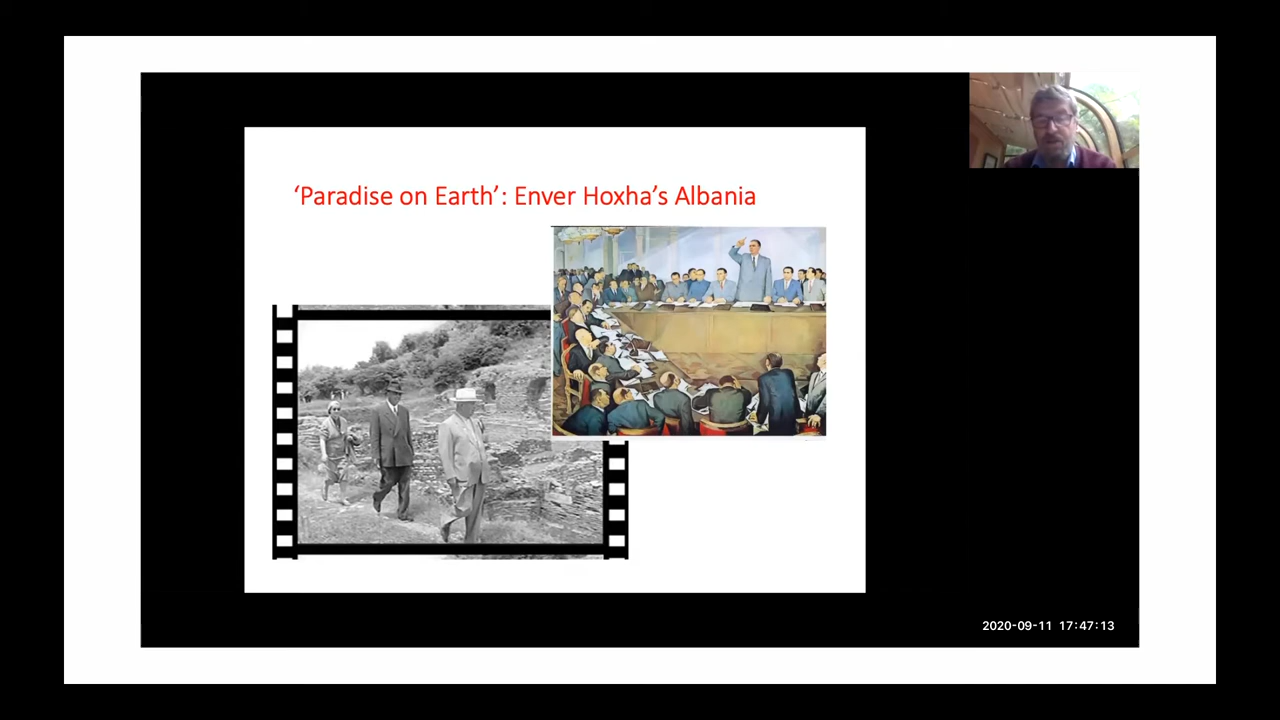 ‘Paradise on Earth’: Enver Hoxha’s Albania
2020-09-11 17:47:13